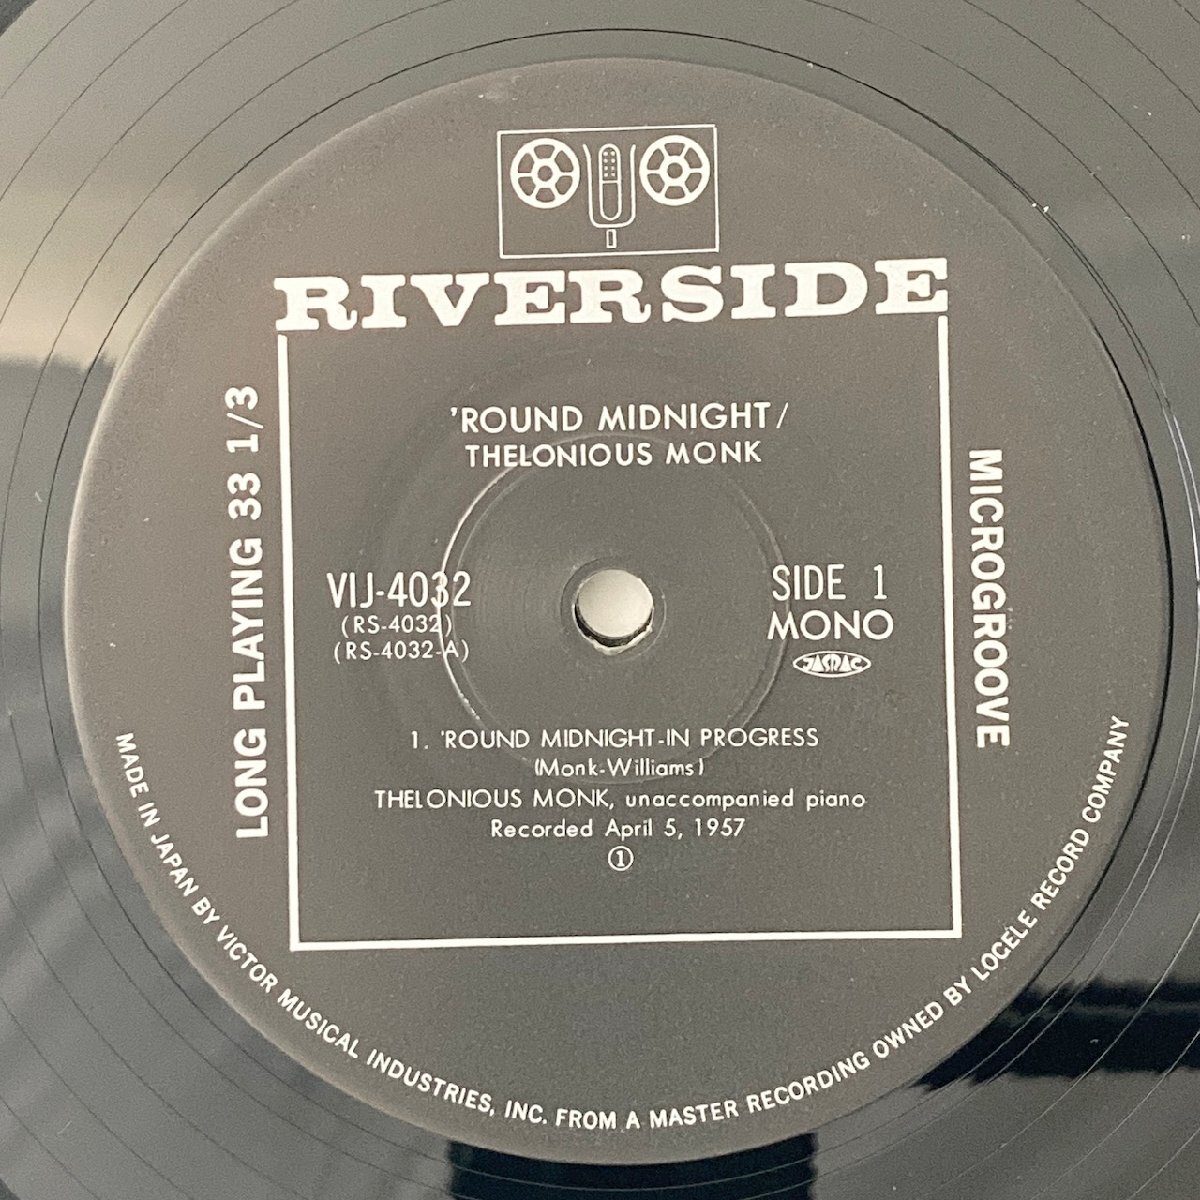 RIVERSIDE
'ROUND MIDNIGHT/
THELONIOUS MONK
LONG PLAYING 33 1/3
MICROGROOVE
VIJ-4032
(RS-4032)
(RS-4032-A)
SIDE 1
MONO
JASRAC
1. 'ROUND MIDNIGHT-IN PROGRESS
(Monk-Williams)
THELONIOUS MONK, unaccompanied piano
Recorded April 5, 1957
①
MADE IN JAPAN BY VICTOR MUSICAL INDUSTRIES, INC. FROM A MASTER RECORDING OWNED BY LOCELE RECORD COMPANY